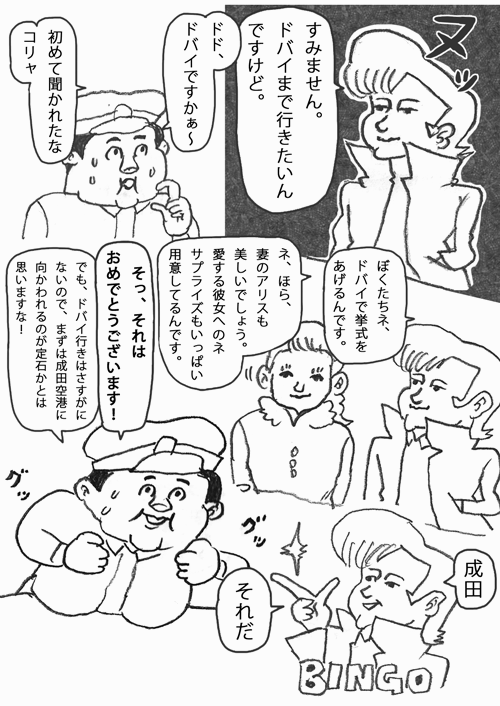 ヌッ
すみません。
ドバイまで行きたいん
ですけど。
ドド、
ドバイですかぁ〜
初めて聞かれたな
コリャ
ぼくたちネ、
ドバイで挙式を
あげるんです。
ネ、ほら、
妻のアリスも
美しいでしょう。
愛する彼女へのネ
サプライズもいっぱい
用意してるんです。
そっ、それは
おめでとうございます!
でも、ドバイ行きはさすがに
ないので、まずは成田空港に
向かわれるのが定石かとは
思いますな!
グッ
グッ
成田
それだ
BINGO